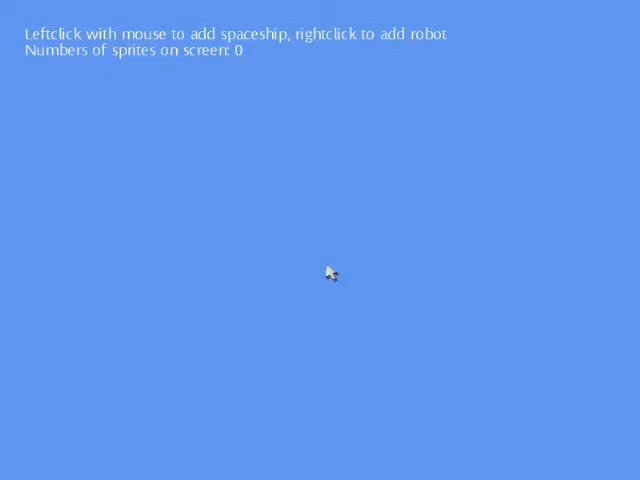 Leftclick with mouse to add spaceship, rightclick to add robot
Numbers of sprites on screen: 0